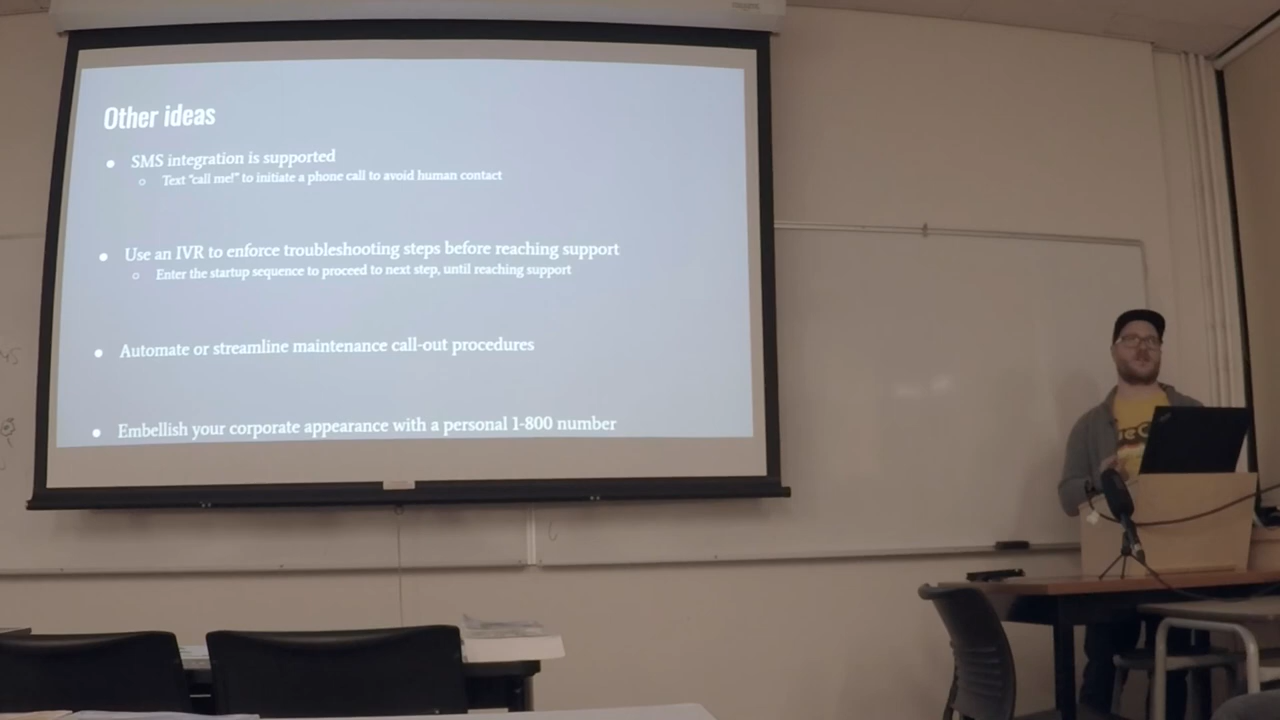 Other ideas
● SMS integration is supported
○ Text “call me!” to initiate a phone call to avoid human contact
● Use an IVR to enforce troubleshooting steps before reaching support
○ Enter the startup sequence to proceed to next step, until reaching support
● Automate or streamline maintenance call-out procedures
● Embellish your corporate appearance with a personal 1-800 number